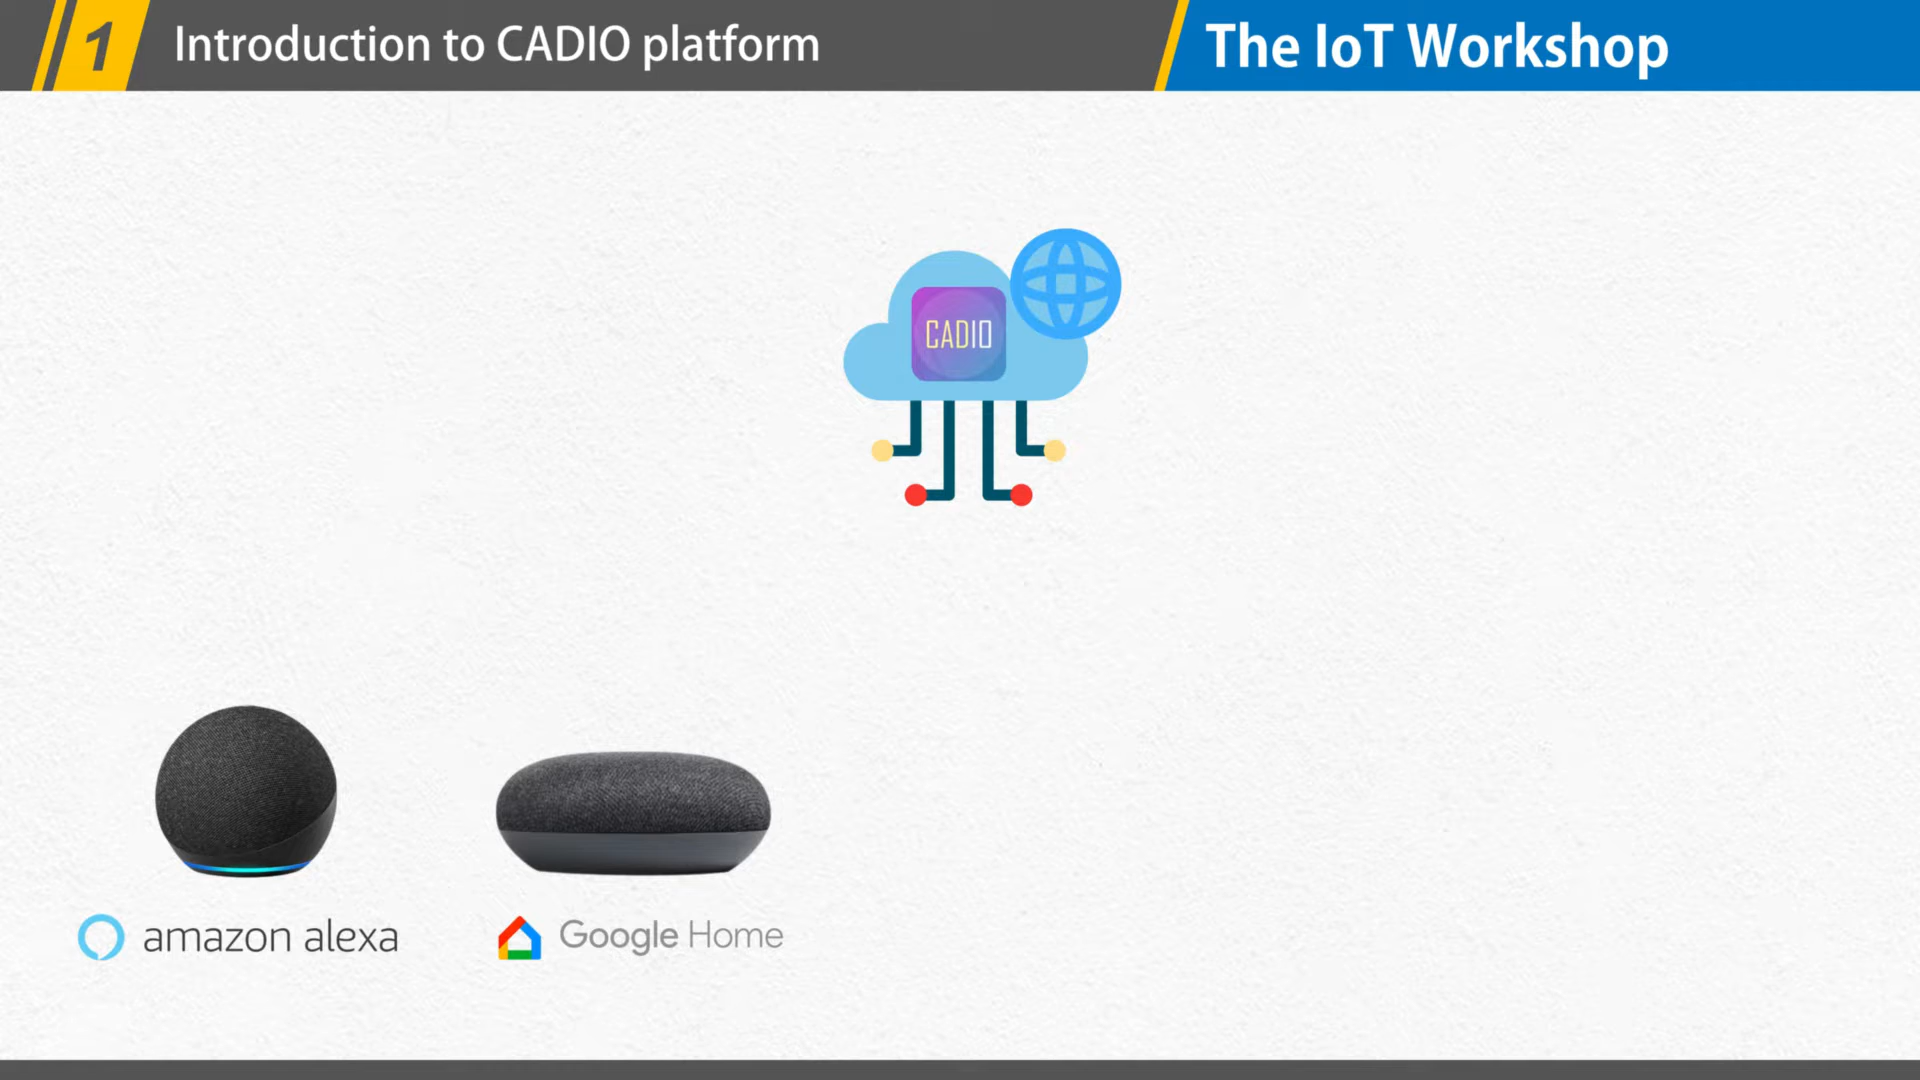 1
Introduction to CADIO platform
The IoT Workshop
CADIO
amazon alexa
Google Home